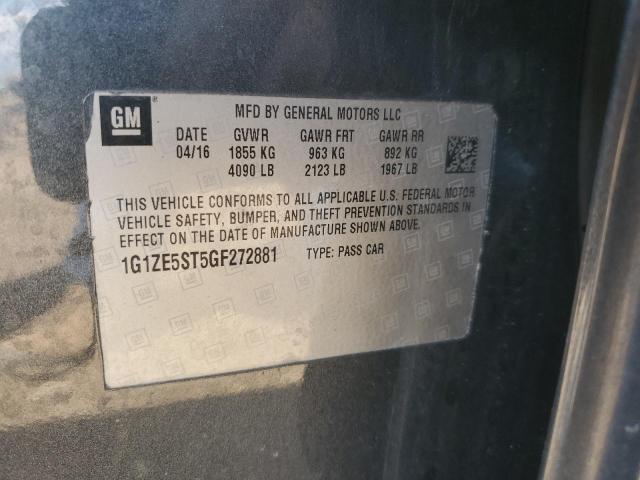 GM
MFD BY GENERAL MOTORS LLC
DATE GVWR GAWR FRT GAWR RR
04/16 1855 KG 963 KG 892 KG
4090 LB 2123 LB 1967 LB
THIS VEHICLE CONFORMS TO ALL APPLICABLE U.S. FEDERAL MOTOR
VEHICLE SAFETY, BUMPER, AND THEFT PREVENTION STANDARDS IN
EFFECT ON THE DATE OF MANUFACTURE SHOWN ABOVE.
1G1ZE5ST5GF272881 TYPE: PASS CAR